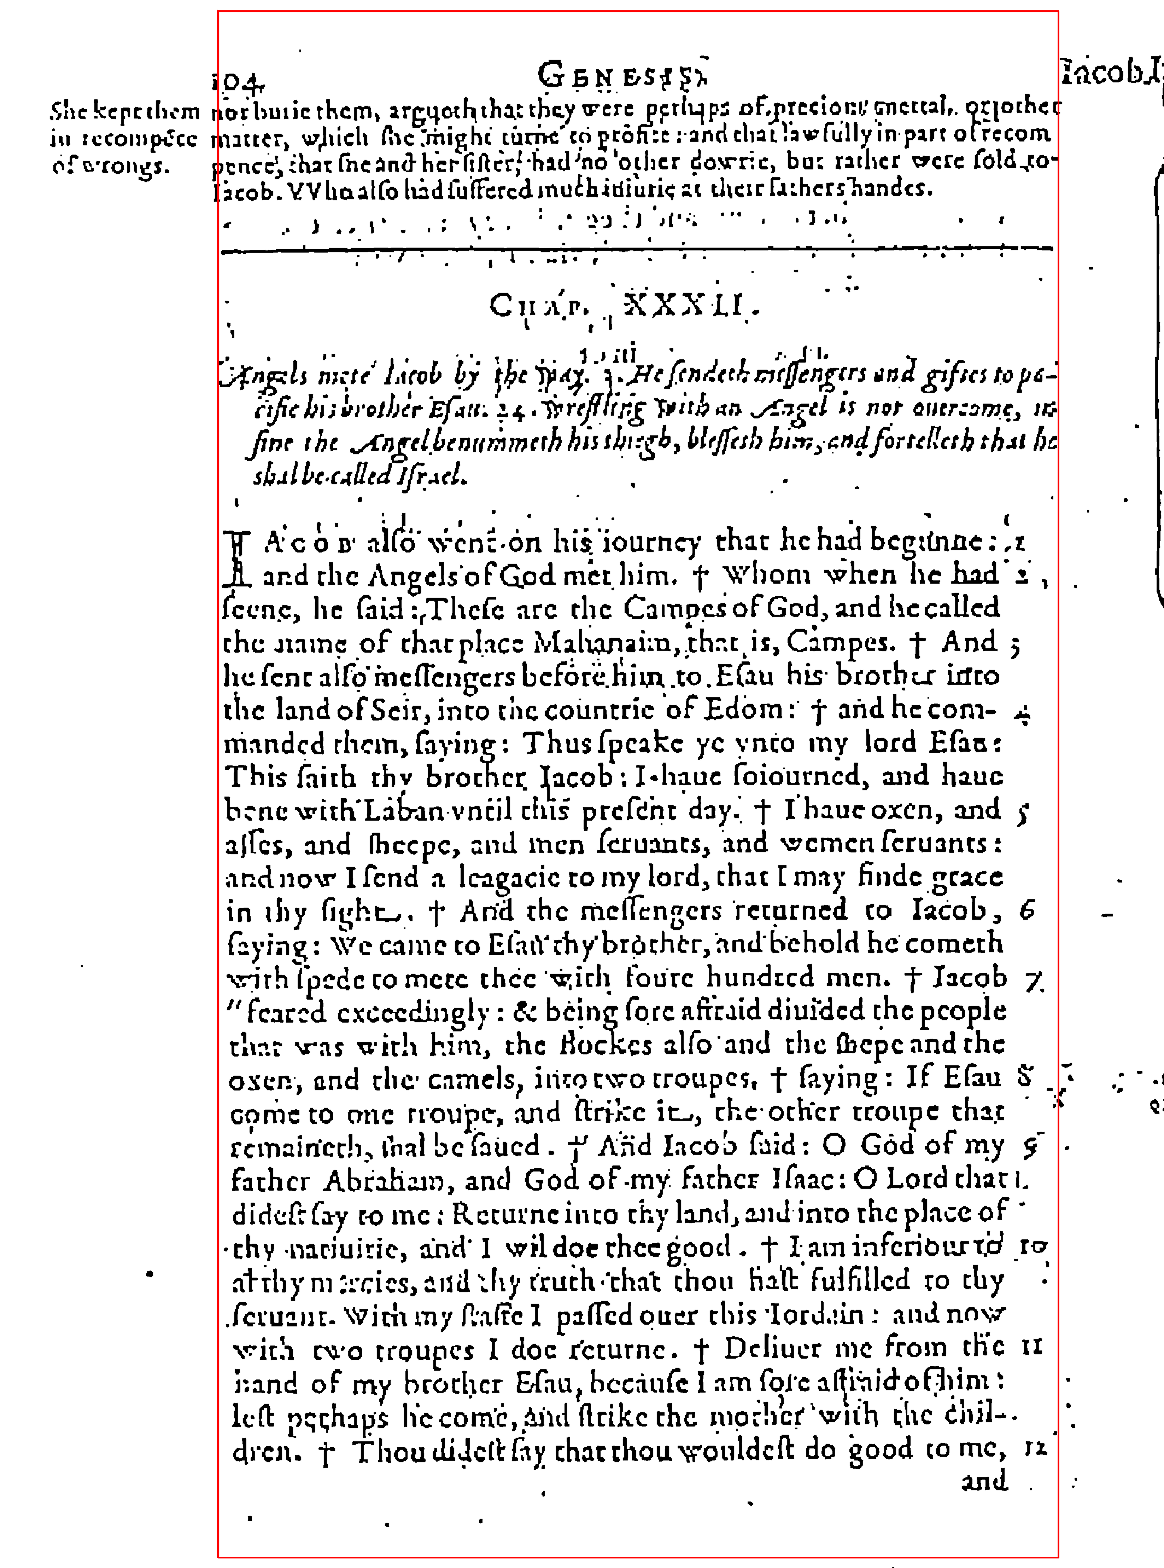 104 GENESIS Iacob.
She kept them
in recompẽce
of wrongs.
nor burie them, argueth that they were perhaps of precious mettal, or other
matter, which she might turne to profite: and that lawfully in part of recom
pence, that she and her sister, had no other dowrie, but rather were sold to
Iacob. VVho also had suffered much iniurie at their fathers handes.
CHAP. XXXII.
Angels mete Iacob by the way. 3. He sendeth messengers and giftes to pa-
cifie his brother Esau. 24. Wrestling with an Angel is not ouercome, in
fine the Angel benummeth his thigh, blesseth him, and fortelleth that he
shal be called Israel.
IACOB alſo went on his iourney that he had begunne: 1
and the Angels of God met him. † Whom when he had 2
ſeene, he ſaid: Theſe are the Campes of God, and he called
the name of that place Mahanaim, that is, Campes. † And 3
he ſent alſo meſſengers before him to Eſau his brother into
the land of Seir, into the countrie of Edom: † and he com- 4
manded them, ſaying: Thus ſpeake ye vnto my lord Eſau:
This ſaith thy brother Iacob: I haue ſoiourned, and haue
bene with Laban vntil this preſent day. † I haue oxen, and 5
aſſes, and ſheepe, and men ſeruants, and wemen ſeruants:
and now I ſend a leagacie to my lord, that I may finde grace
in thy ſight. † And the meſſengers returned to Iacob, 6
ſaying: We came to Eſau thy brother, and behold he cometh
with ſpede to mete thee with foure hundred men. † Iacob 7
"feared exceedingly: & being ſore affraid diuided the people
that was with him, the flockes alſo and the ſhepe and the
oxen, and the camels, into two troupes, † ſaying: If Eſau 8
come to one troupe, and ſtrike it, the other troupe that
remaineth, ſhal be ſaued. † And Iacob ſaid: O God of my 9
father Abraham, and God of my father Iſaac: O Lord that
dideſt ſay to me: Returne into thy land, and into the place of
thy natiuitie, and I wil doe thee good. † I am inferiour to 10
al thy mercies, and thy truth that thou haſt fulfilled to thy
ſeruant. With my ſtaffe I paſſed ouer this Iordain: and now
with two troupes I doe returne. † Deliuer me from the 11
hand of my brother Eſau, becauſe I am ſore affraid of him:
leſt perhaps he come, and ſtrike the mother with the chil-
dren. † Thou dideſt ſay that thou wouldeſt do good to me, 12
and